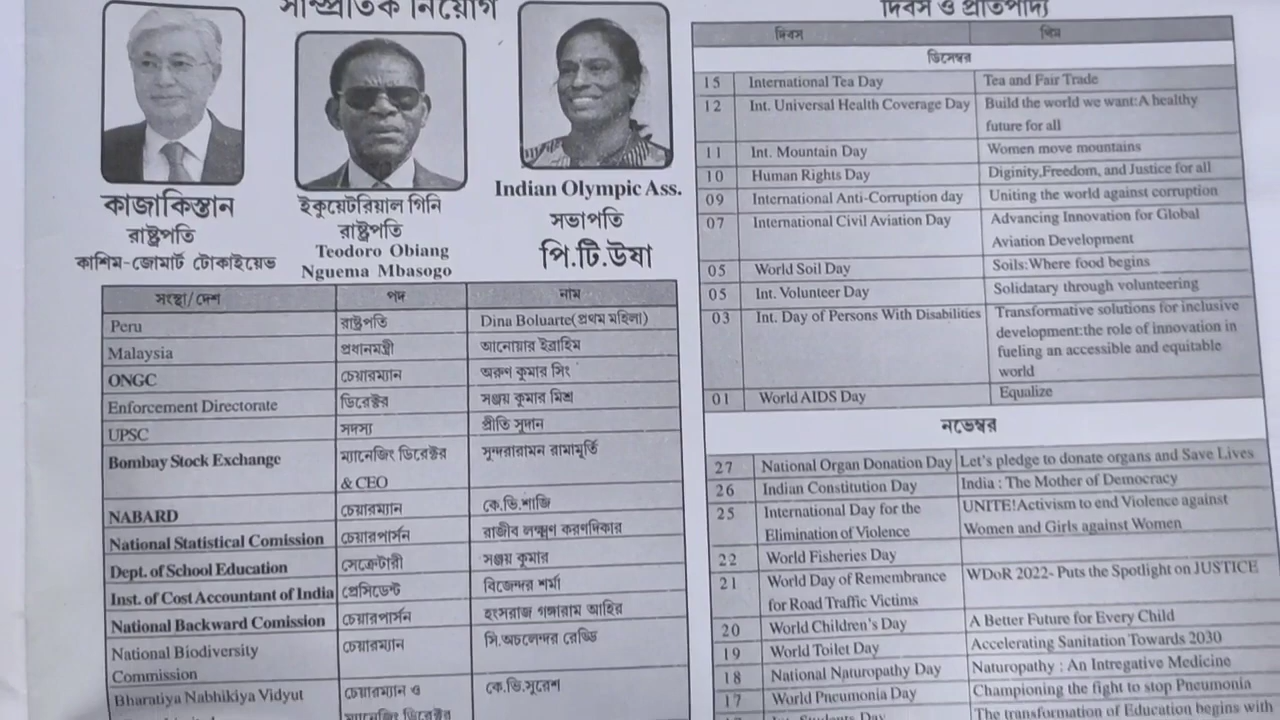 সাম্প্রতিক নিয়োগ
কাজাকিস্তান
রাষ্ট্রপতি
কাশিম-জোমার্ট টোকাইয়েভ
ইকুয়েটরিয়াল গিনি
রাষ্ট্রপতি
Teodoro Obiang
Nguema Mbasogo
Indian Olympic Ass.
সভাপতি
পি.টি.উষা
সংস্থা/দেশ পদ নাম
Peru রাষ্ট্রপতি Dina Boluarte(প্রথম মহিলা)
Malaysia প্রধানমন্ত্রী আনোয়ার ইব্রাহিম
ONGC চেয়ারম্যান অরুণ কুমার সিং
Enforcement Directorate ডিরেক্টর সঞ্জয় কুমার মিশ্র
UPSC সদস্য প্রীতি সুদান
Bombay Stock Exchange ম্যানেজিং ডিরেক্টর সুন্দরারামন রামামূর্তি
& CEO
NABARD চেয়ারম্যান কে.ভি.শাজি
National Statistical Comission চেয়ারপার্সন রাজীব লক্ষ্মণ করণদিকার
Dept. of School Education সেক্রেটারী সঞ্জয় কুমার
Inst. of Cost Accountant of India প্রেসিডেন্ট বিজেন্দর শর্মা
National Backward Comission চেয়ারপার্সন হংসরাজ গঙ্গারাম আহির
National Biodiversity চেয়ারম্যান সি.অচলেন্দর রেড্ডি
Commission
Bharatiya Nabhikiya Vidyut চেয়ারম্যান ও কে.ভি.সুরেশ
ম্যানেজিং ডিরেক্টর
দিবস ও প্রতিপাদ্য
দিবস থিম
ডিসেম্বর
15 International Tea Day Tea and Fair Trade
12 Int. Universal Health Coverage Day Build the world we want:A healthy
future for all
11 Int. Mountain Day Women move mountains
10 Human Rights Day Diginity,Freedom, and Justice for all
09 International Anti-Corruption day Uniting the world against corruption
07 International Civil Aviation Day Advancing Innovation for Global
Aviation Development
05 World Soil Day Soils:Where food begins
05 Int. Volunteer Day Solidatary through volunteering
03 Int. Day of Persons With Disabilities Transformative solutions for inclusive
development:the role of innovation in
fueling an accessible and equitable
world
01 World AIDS Day Equalize
নভেম্বর
27 National Organ Donation Day Let's pledge to donate organs and Save Lives
26 Indian Constitution Day India : The Mother of Democracy
25 International Day for the UNITE!Activism to end Violence against
Elimination of Violence Women and Girls against Women
22 World Fisheries Day
21 World Day of Remembrance WDoR 2022- Puts the Spotlight on JUSTICE
for Road Traffic Victims
20 World Children's Day A Better Future for Every Child
19 World Toilet Day Accelerating Sanitation Towards 2030
18 National Naturopathy Day Naturopathy : An Intregative Medicine
17 World Pneumonia Day Championing the fight to stop Pneumonia
Int. Students Day The transformation of Education begins with